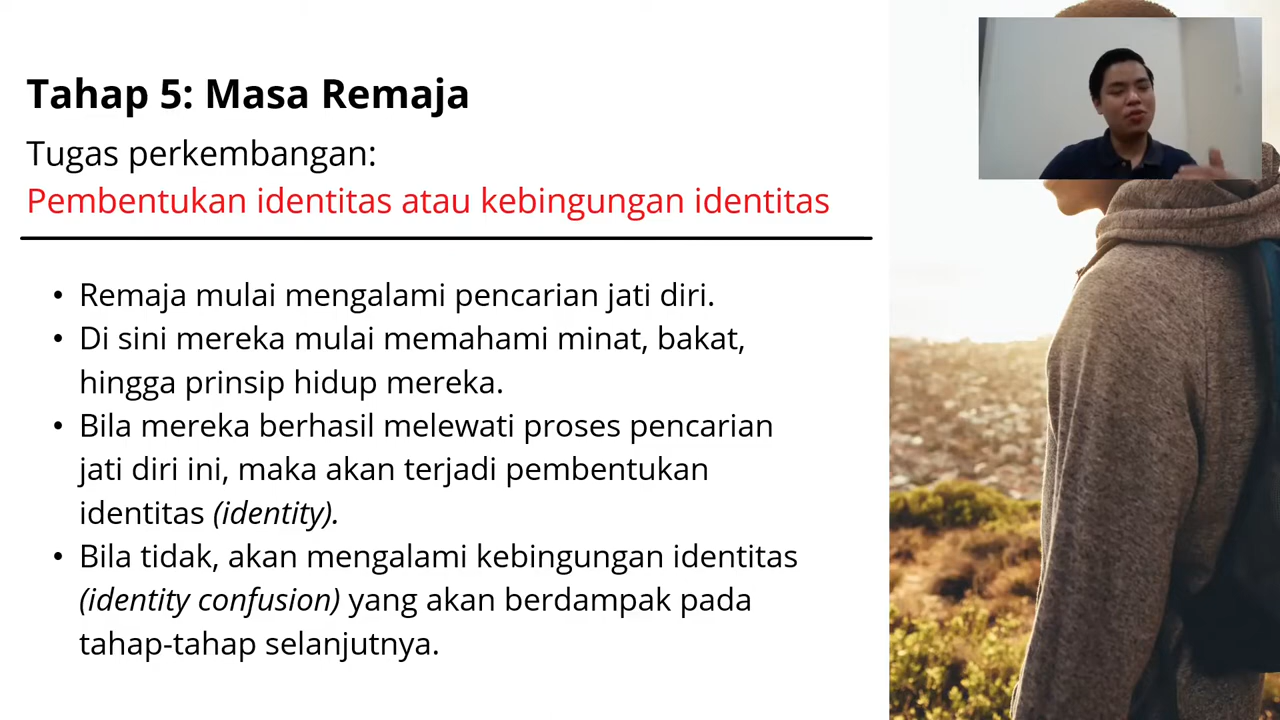 Tahap 5: Masa Remaja
Tugas perkembangan:
Pembentukan identitas atau kebingungan identitas
• Remaja mulai mengalami pencarian jati diri.
• Di sini mereka mulai memahami minat, bakat,
hingga prinsip hidup mereka.
• Bila mereka berhasil melewati proses pencarian
jati diri ini, maka akan terjadi pembentukan
identitas (identity).
• Bila tidak, akan mengalami kebingungan identitas
(identity confusion) yang akan berdampak pada
tahap-tahap selanjutnya.